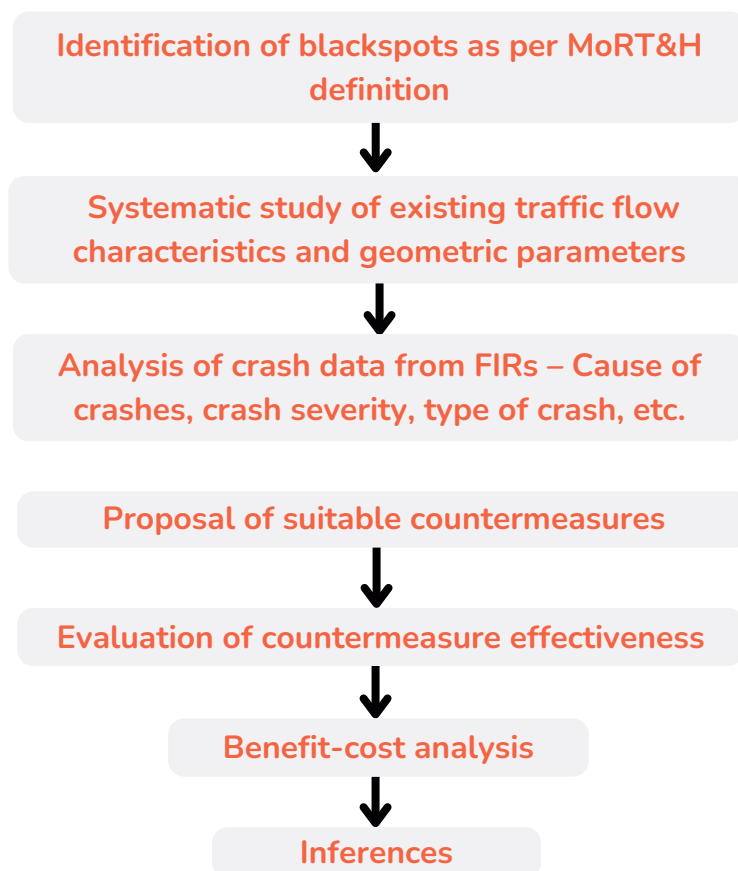 Identification of blackspots as per MoRT&H
definition
Systematic study of existing traffic flow
characteristics and geometric parameters
Analysis of crash data from FIRs – Cause of
crashes, crash severity, type of crash, etc.
Proposal of suitable countermeasures
Evaluation of countermeasure effectiveness
Benefit-cost analysis
Inferences